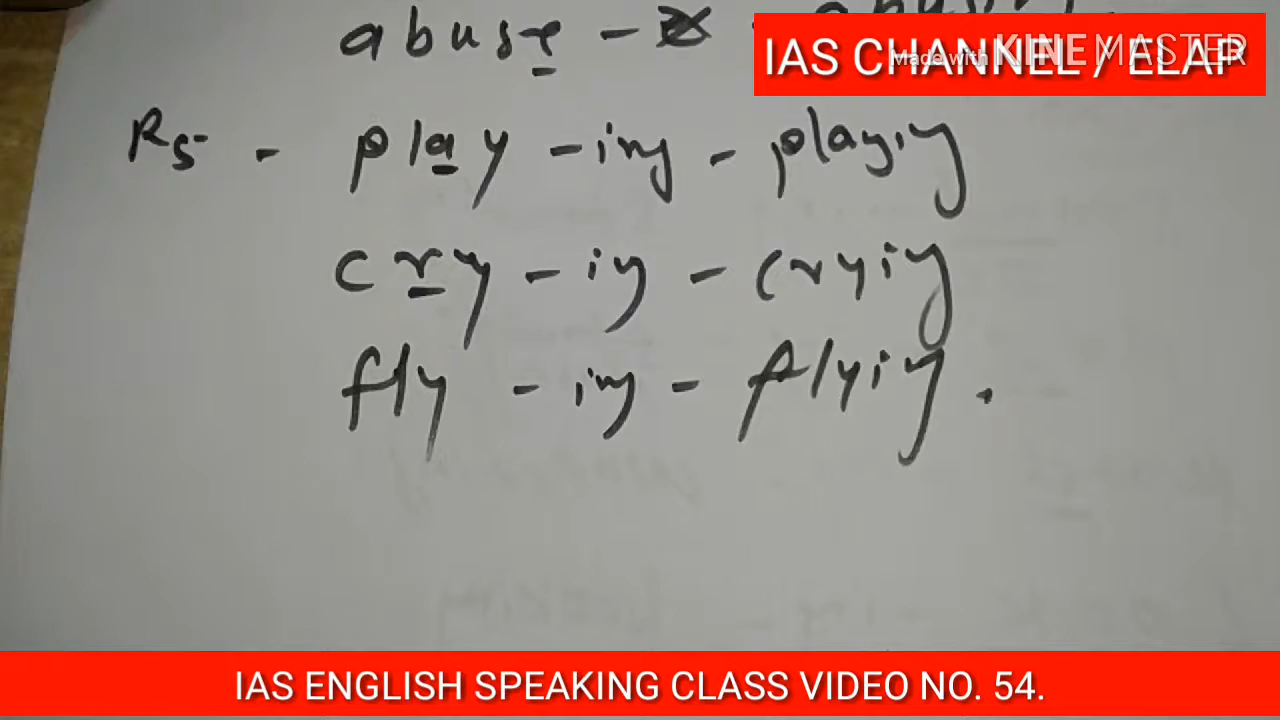 abuse -
IAS CHANNEL / ELAP
Made with KINEMASTER
R5 - play - ing - playing
cry - ing - crying
fly - ing - flying.
IAS ENGLISH SPEAKING CLASS VIDEO NO. 54.